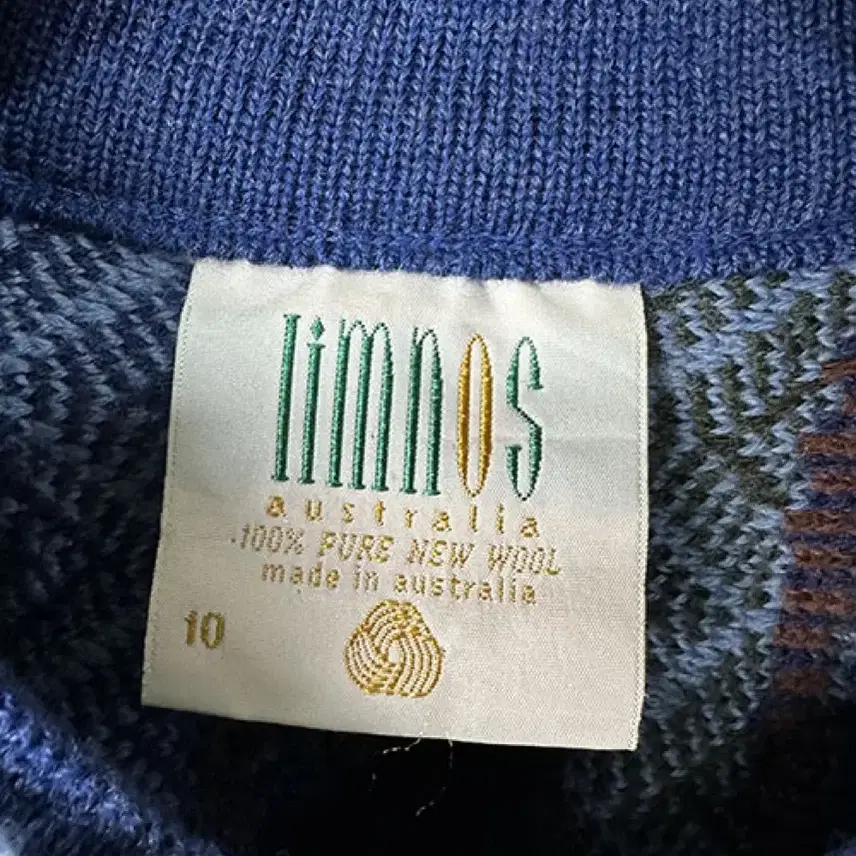 limnos
australia
100% PURE NEW WOOL
made in australia
10